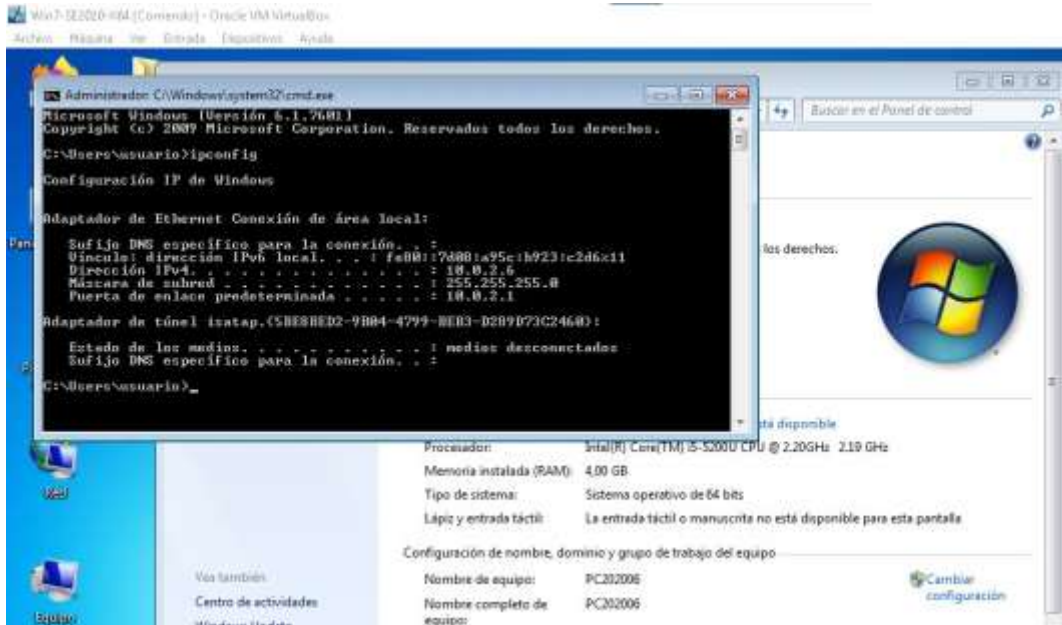 Win7-SE2020-X64 (Corriendo) - Oracle VM VirtualBox
Archivo Máquina Ver Entrada Dispositivos Ayuda
Administrador: C:\Windows\system32\cmd.exe
Buscar en el Panel de control
Microsoft Windows [Versión 6.1.7601]
Copyright (c) 2009 Microsoft Corporation. Reservados todos los derechos.
C:\Users\usuario>ipconfig
Configuración IP de Windows
Adaptador de Ethernet Conexión de área local:
Sufijo DNS específico para la conexión. . :
Vínculo: dirección IPv6 local. . . :
Dirección IPv4. . . . . . . . . . . . . . : 10.0.2.6
Máscara de subred . . . . . . . . . . . . : 255.255.255.0
Puerta de enlace predeterminada . . . . . : 10.0.2.1
Adaptador de túnel isatap.
Estado de los medios. . . . . . . . . . . : medios desconectados
Sufijo DNS específico para la conexión. . :
C:\Users\usuario>_
los derechos.
está disponible
Procesador: Intel(R) Core(TM) i5-5200U CPU @ 2.20GHz 2.19 GHz
Memoria instalada (RAM): 4,00 GB
Tipo de sistema: Sistema operativo de 64 bits
Lápiz y entrada táctil: La entrada táctil o manuscrita no está disponible para esta pantalla
Configuración de nombre, dominio y grupo de trabajo del equipo
Nombre de equipo: PC202006
Cambiar
configuración
Nombre completo de PC202006
equipo:
Vea también
Centro de actividades
Windows Update
Red
Equipo